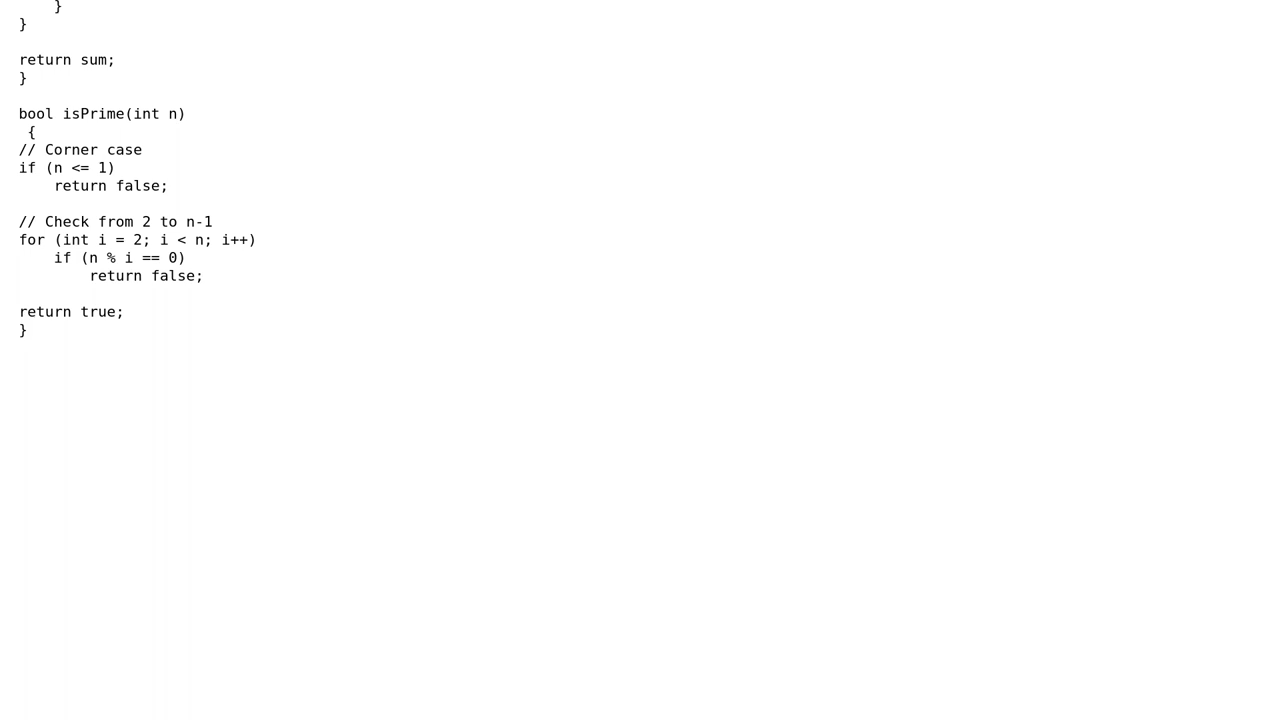 }
}

return sum;
}

bool isPrime(int n)
 {
// Corner case
if (n <= 1)
    return false;

// Check from 2 to n-1
for (int i = 2; i < n; i++)
    if (n % i == 0)
        return false;

return true;
}